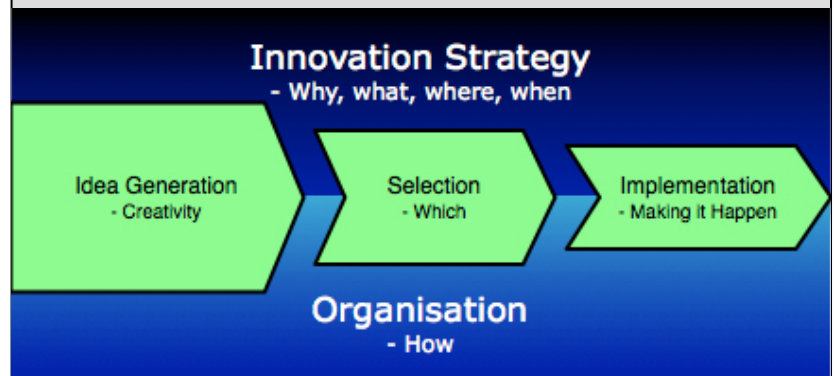 Innovation Strategy
- Why, what, where, when
Idea Generation
- Creativity
Selection
- Which
Implementation
- Making it Happen
Organisation
- How